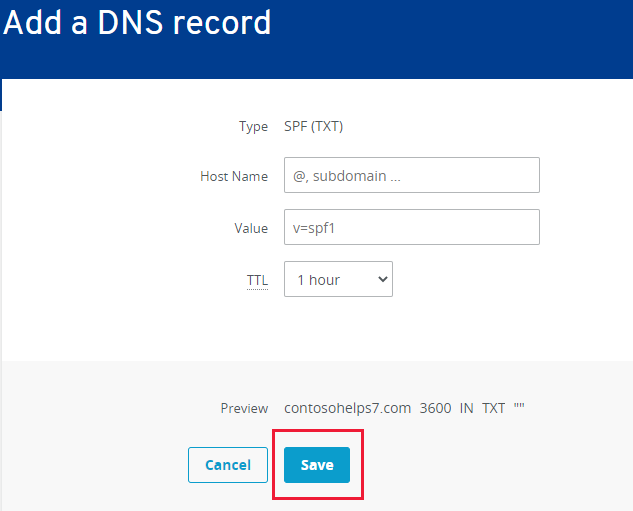 Add a DNS record
Type SPF (TXT)
Host Name @, subdomain ...
Value v=spf1
TTL 1 hour
Preview contosohelps7.com 3600 IN TXT ""
Cancel Save